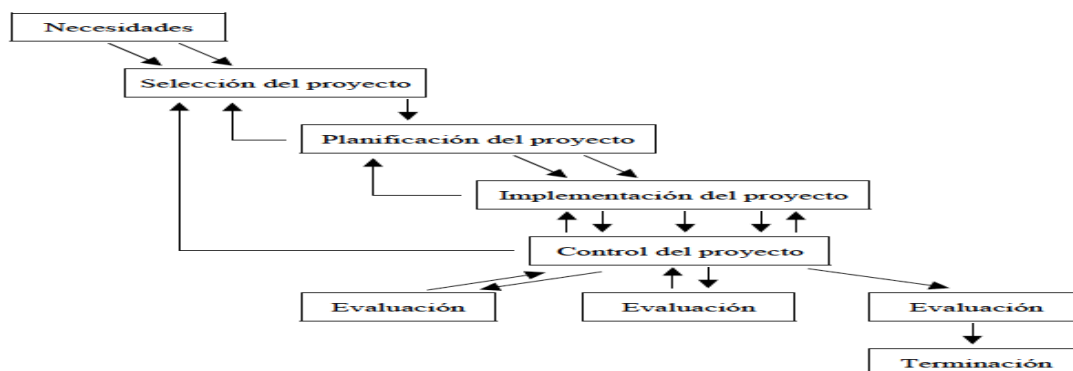 Necesidades
Selección del proyecto
Planificación del proyecto
Implementación del proyecto
Control del proyecto
Evaluación
Evaluación
Evaluación
Terminación